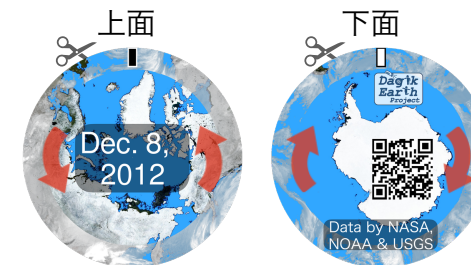 上面
下面
Dec. 8,
2012
Dagik
Earth
Project
Data by NASA,
NOAA & USGS